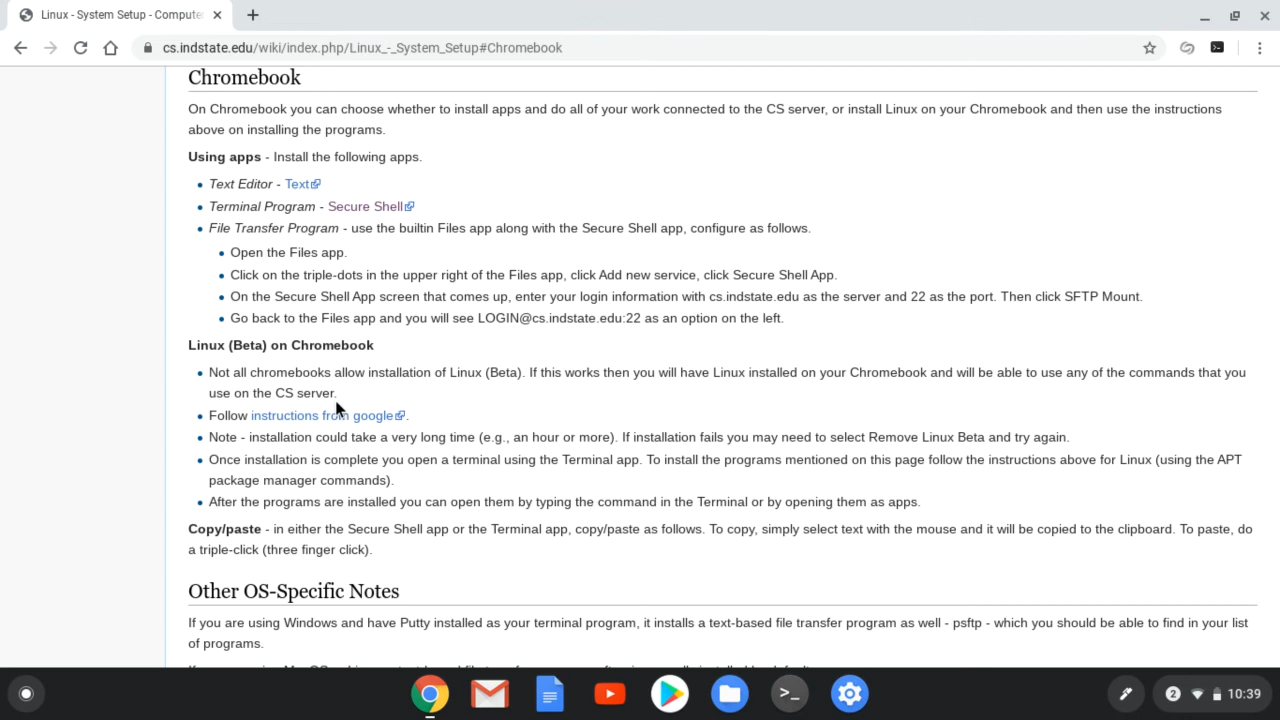 Linux - System Setup - Compute
cs.indstate.edu/wiki/index.php/Linux_-_System_Setup#Chromebook
Chromebook
On Chromebook you can choose whether to install apps and do all of your work connected to the CS server, or install Linux on your Chromebook and then use the instructions
above on installing the programs.
Using apps - Install the following apps.
Text Editor - Text
Terminal Program - Secure Shell
File Transfer Program - use the builtin Files app along with the Secure Shell app, configure as follows.
Open the Files app.
Click on the triple-dots in the upper right of the Files app, click Add new service, click Secure Shell App.
On the Secure Shell App screen that comes up, enter your login information with cs.indstate.edu as the server and 22 as the port. Then click SFTP Mount.
Go back to the Files app and you will see LOGIN@cs.indstate.edu:22 as an option on the left.
Linux (Beta) on Chromebook
Not all chromebooks allow installation of Linux (Beta). If this works then you will have Linux installed on your Chromebook and will be able to use any of the commands that you
use on the CS server.
Follow instructions from google.
Note - installation could take a very long time (e.g., an hour or more). If installation fails you may need to select Remove Linux Beta and try again.
Once installation is complete you open a terminal using the Terminal app. To install the programs mentioned on this page follow the instructions above for Linux (using the APT
package manager commands).
After the programs are installed you can open them by typing the command in the Terminal or by opening them as apps.
Copy/paste - in either the Secure Shell app or the Terminal app, copy/paste as follows. To copy, simply select text with the mouse and it will be copied to the clipboard. To paste, do
a triple-click (three finger click).
Other OS-Specific Notes
If you are using Windows and have Putty installed as your terminal program, it installs a text-based file transfer program as well - psftp - which you should be able to find in your list
of programs.
>_
2 10:39